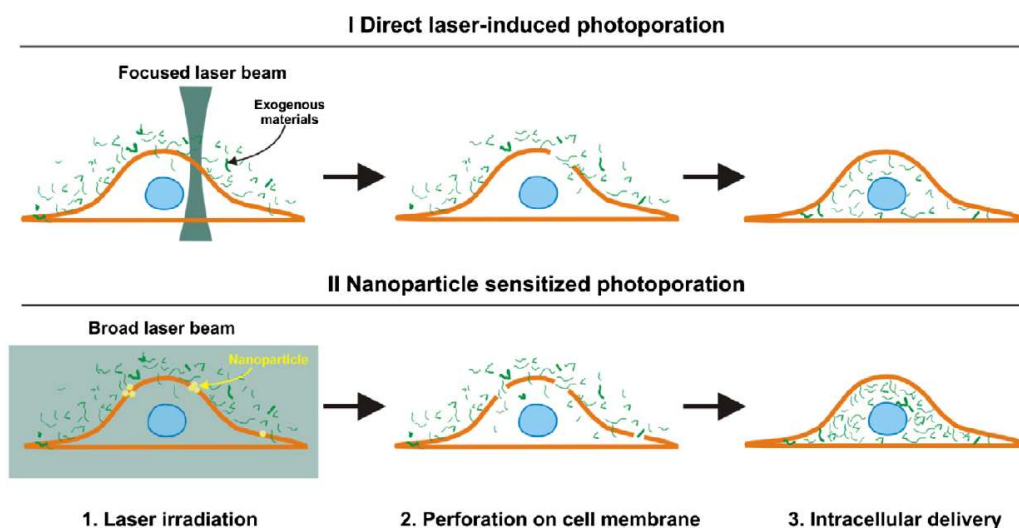 I Direct laser-induced photoporation
Focused laser beam
Exogenous
materials
II Nanoparticle sensitized photoporation
Broad laser beam
Nanoparticle
1. Laser irradiation
2. Perforation on cell membrane
3. Intracellular delivery